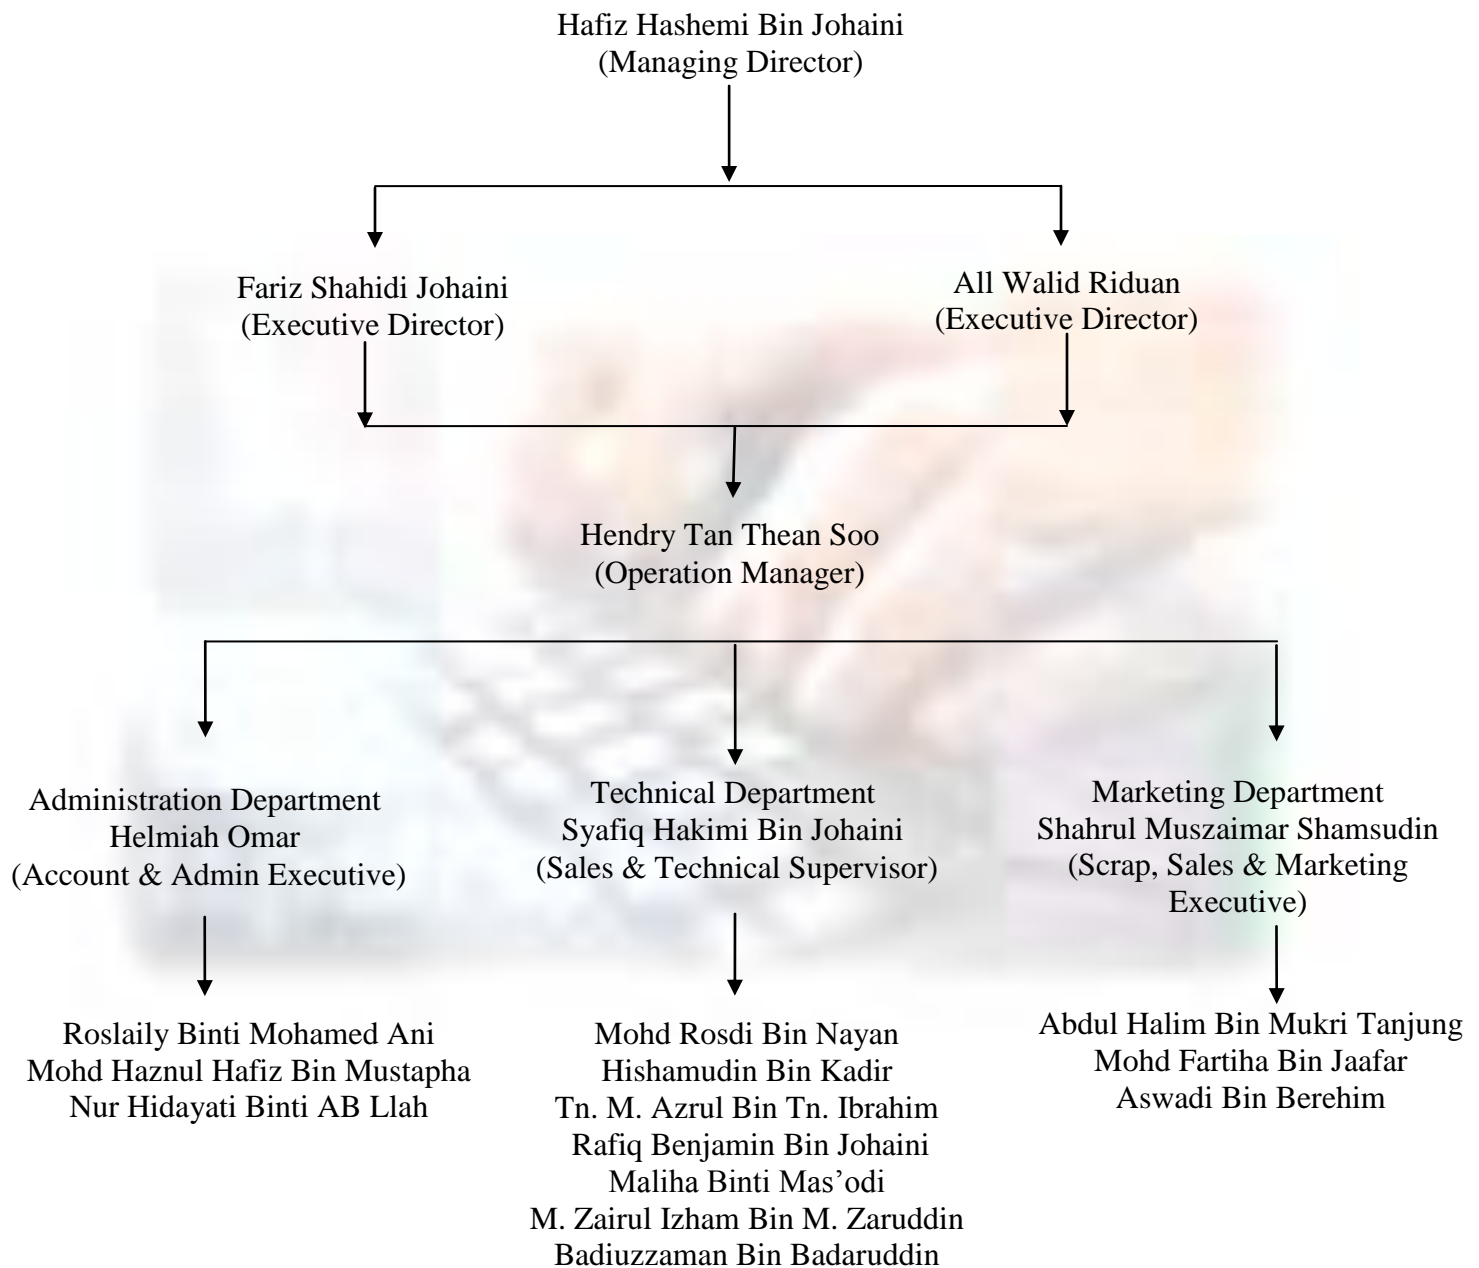 Hafiz Hashemi Bin Johaini
(Managing Director)
Fariz Shahidi Johaini
(Executive Director)
All Walid Riduan
(Executive Director)
Hendry Tan Thean Soo
(Operation Manager)
Administration Department
Helmiah Omar
(Account & Admin Executive)
Technical Department
Syafiq Hakimi Bin Johaini
(Sales & Technical Supervisor)
Marketing Department
Shahrul Muszaimar Shamsudin
(Scrap, Sales & Marketing
Executive)
Roslaily Binti Mohamed Ani
Mohd Haznul Hafiz Bin Mustapha
Nur Hidayati Binti AB Llah
Mohd Rosdi Bin Nayan
Hishamudin Bin Kadir
Tn. M. Azrul Bin Tn. Ibrahim
Rafiq Benjamin Bin Johaini
Maliha Binti Mas’odi
M. Zairul Izham Bin M. Zaruddin
Badiuzzaman Bin Badaruddin
Abdul Halim Bin Mukri Tanjung
Mohd Fartiha Bin Jaafar
Aswadi Bin Berehim